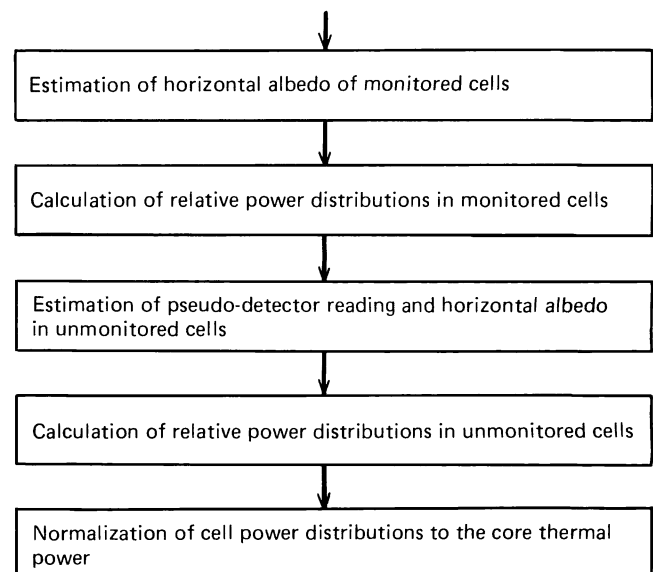 Estimation of horizontal albedo of monitored cells
Calculation of relative power distributions in monitored cells
Estimation of pseudo-detector reading and horizontal albedo
in unmonitored cells
Calculation of relative power distributions in unmonitored cells
Normalization of cell power distributions to the core thermal
power